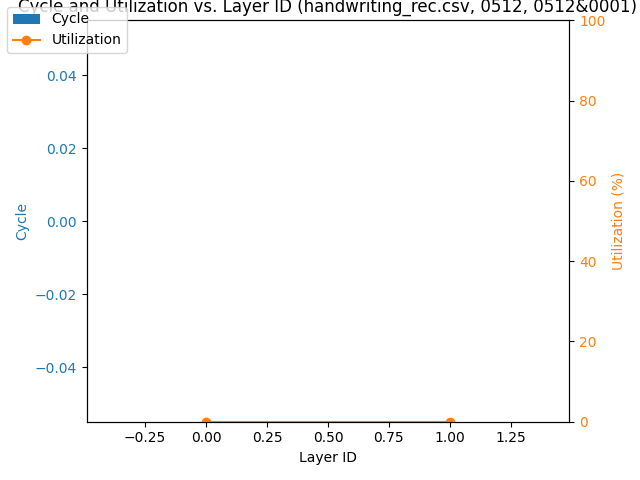 Cycle and Utilization vs. Layer ID (handwriting_rec.csv, 0512, 0512&0001)
Cycle
Utilization
0.04
0.02
0.00
−0.02
−0.04
Cycle
100
80
60
40
20
0
Utilization (%)
−0.25 0.00 0.25 0.50 0.75 1.00 1.25
Layer ID